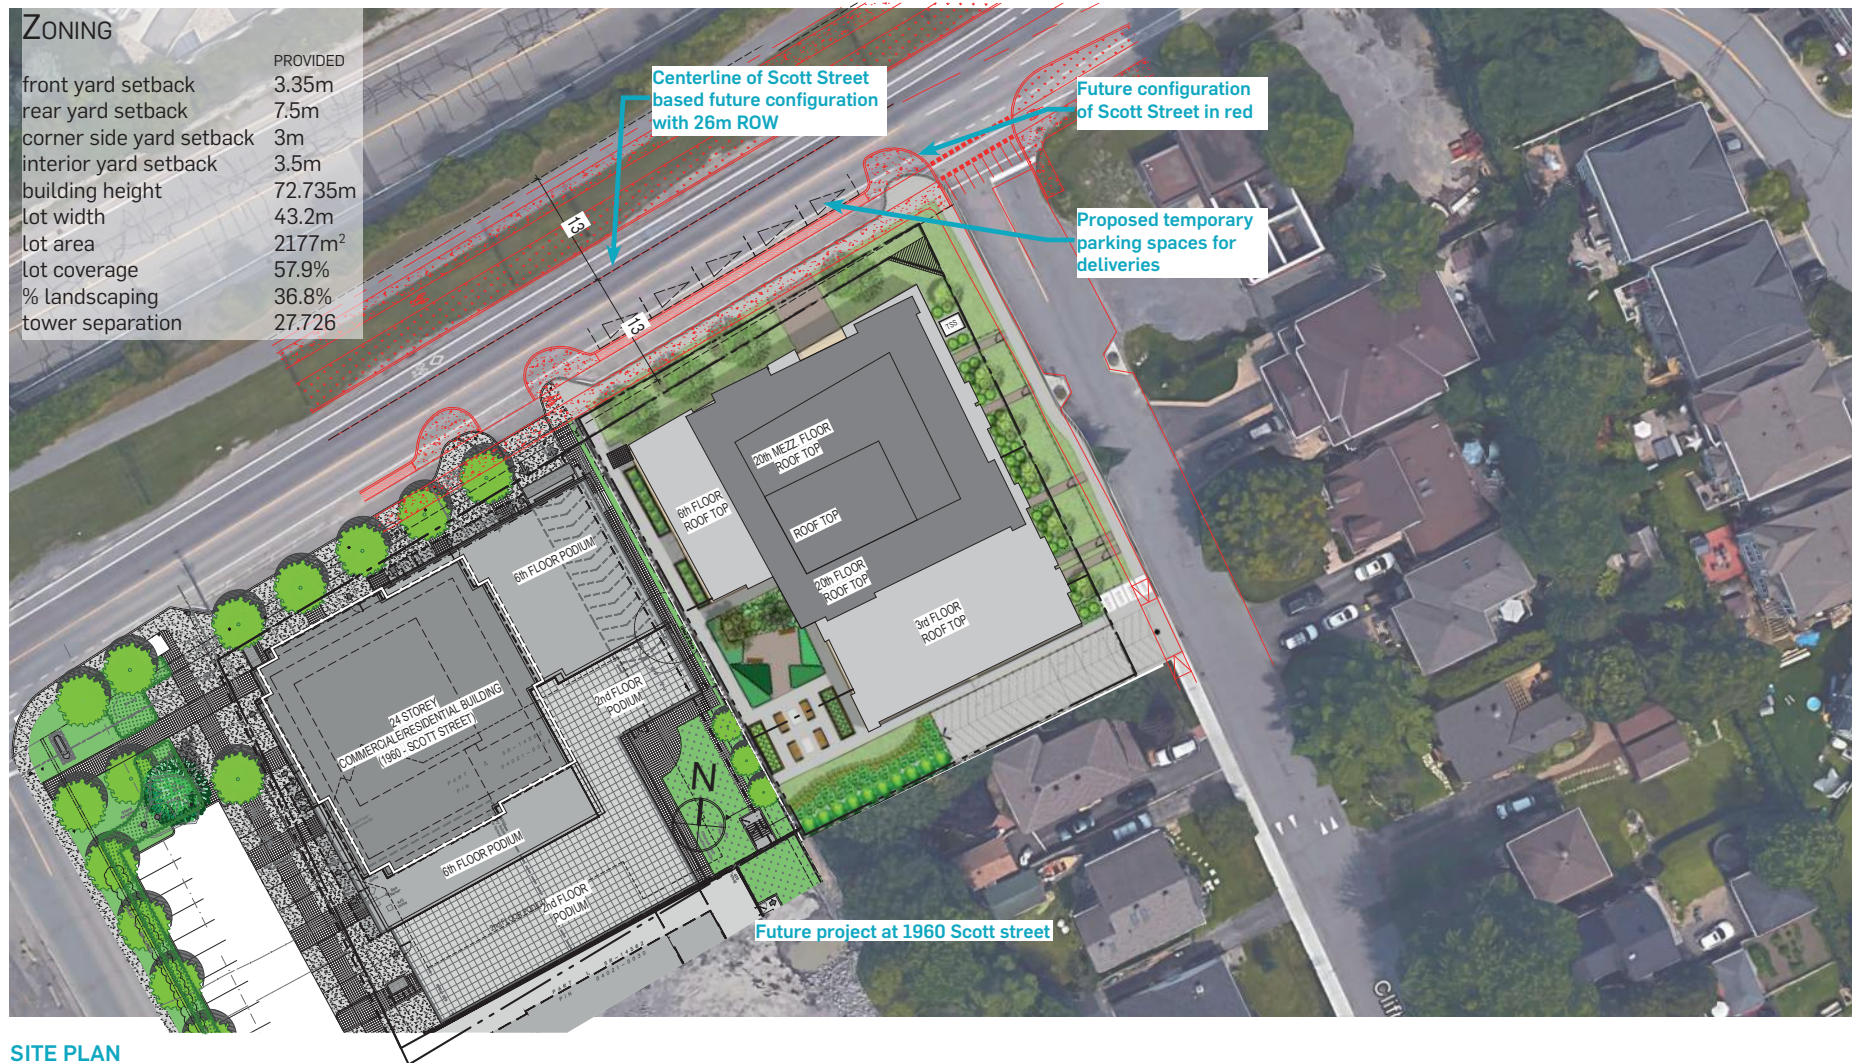 ZONING
PROVIDED
front yard setback 3.35m
rear yard setback 7.5m
corner side yard setback 3m
interior yard setback 3.5m
building height 72.735m
lot width 43.2m
lot area 2177m²
lot coverage 57.9%
% landscaping 36.8%
tower separation 27.726
Centerline of Scott Street
based future configuration
with 26m ROW
Future configuration
of Scott Street in red
Proposed temporary
parking spaces for
deliveries
13
13
TSS
20th MEZZ. FLOOR
ROOF TOP
6th FLOOR
ROOF TOP
ROOF TOP
20th FLOOR
ROOF TOP
3rd FLOOR
ROOF TOP
6th FLOOR PODIUM
2nd FLOOR
PODIUM
24 STOREY
COMMERCIALE/RESIDENTIAL BUILDING
(1960 - SCOTT STREET)
N
6th FLOOR PODIUM
2nd FLOOR
PODIUM
Future project at 1960 Scott street
SITE PLAN